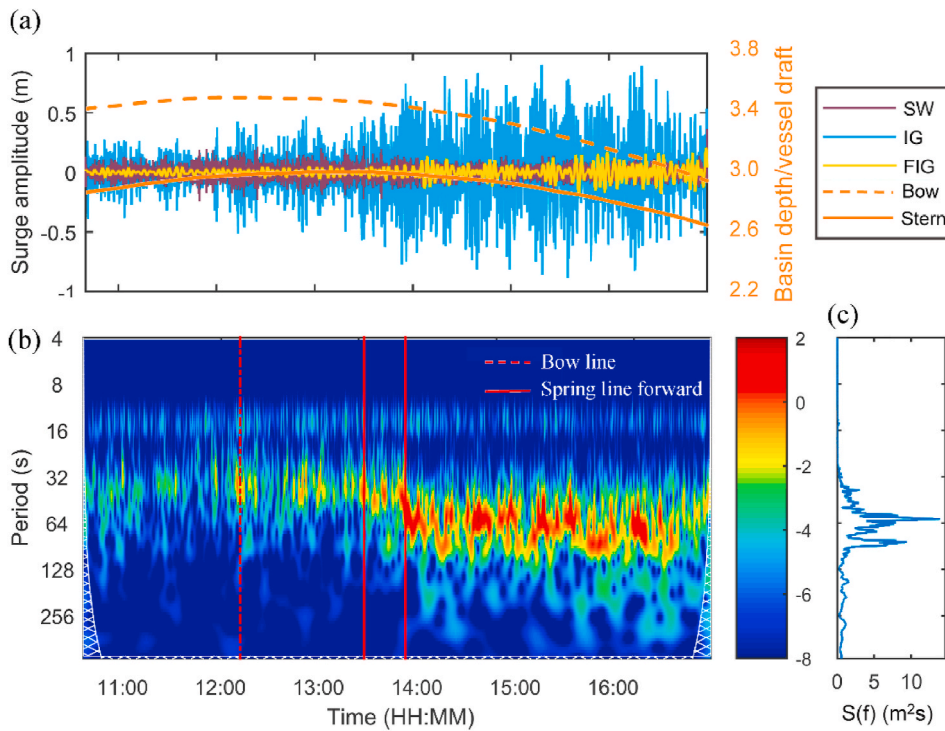 (a)
1
0.5
0
-0.5
-1
Surge amplitude (m)
3.8
3.4
3.0
2.6
2.2
Basin depth/vessel draft
SW
IG
FIG
Bow
Stern
(b)
4
8
16
32
64
128
256
Period (s)
Bow line
Spring line forward
11:00 12:00 13:00 14:00 15:00 16:00
Time (HH:MM)
2
0
-2
-4
-6
-8
(c)
0 5 10
S(f) (m²s)